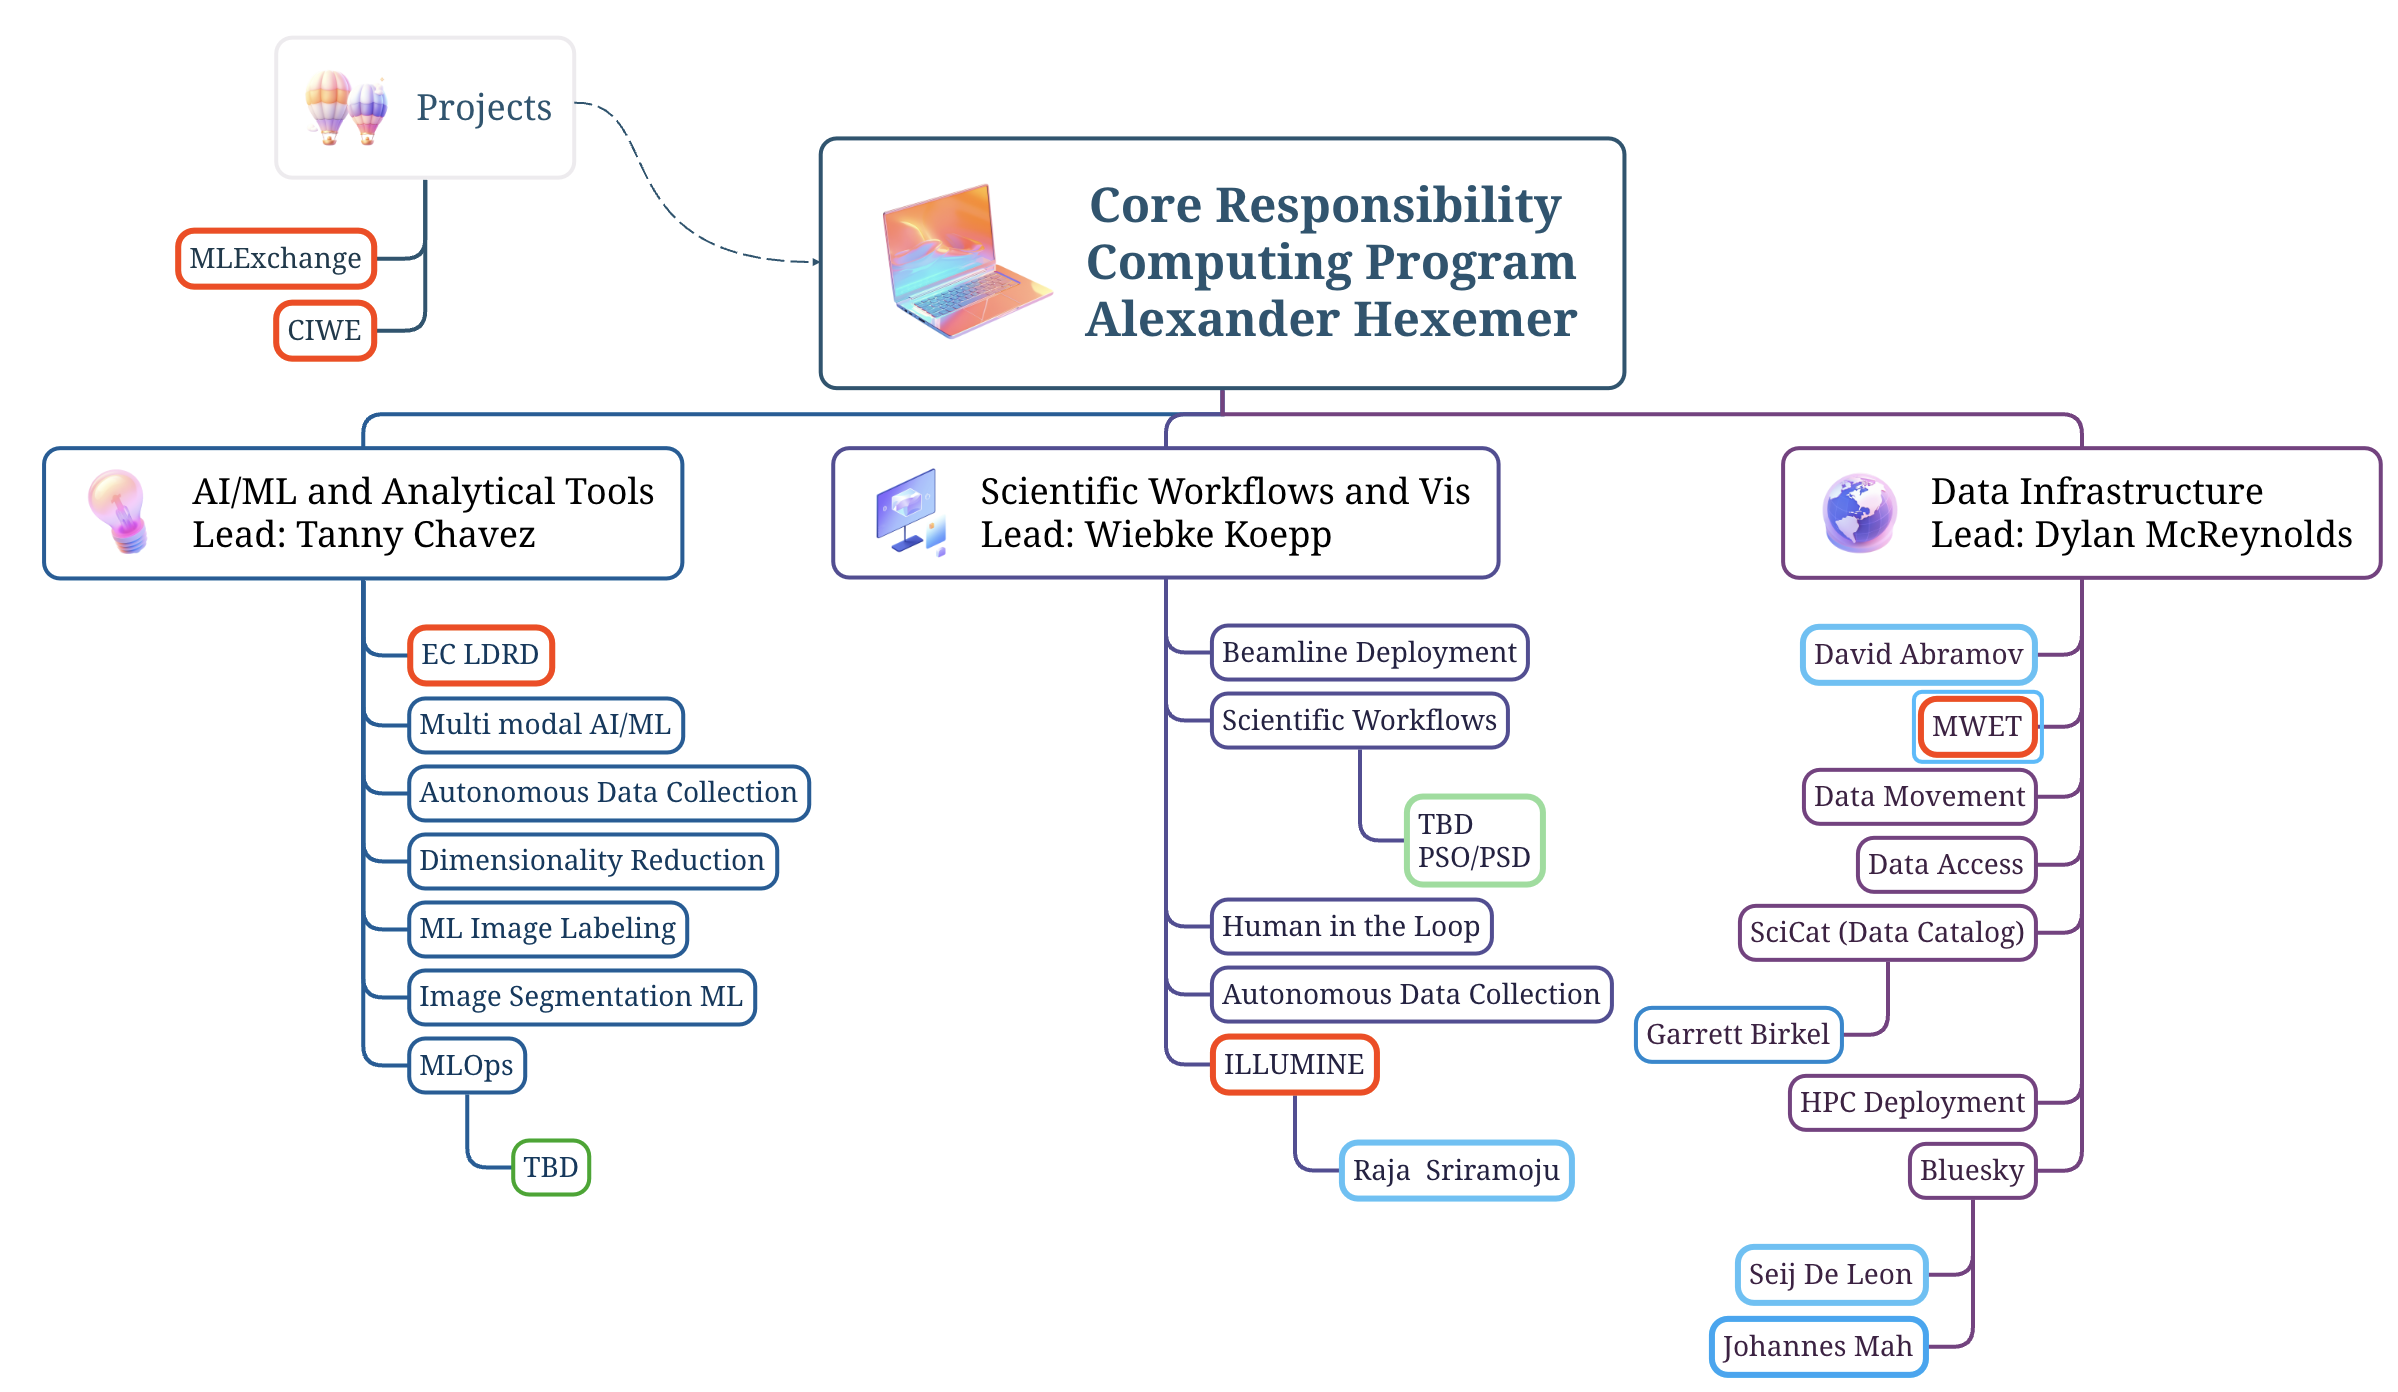 Projects
MLExchange
CIWE
Core Responsibility
Computing Program
Alexander Hexemer
AI/ML and Analytical Tools
Lead: Tanny Chavez
EC LDRD
Multi modal AI/ML
Autonomous Data Collection
Dimensionality Reduction
ML Image Labeling
Image Segmentation ML
MLOps
TBD
Scientific Workflows and Vis
Lead: Wiebke Koepp
Beamline Deployment
Scientific Workflows
TBD
PSO/PSD
Human in the Loop
Autonomous Data Collection
ILLUMINE
Raja  Sriramoju
Data Infrastructure
Lead: Dylan McReynolds
David Abramov
MWET
Data Movement
Data Access
SciCat (Data Catalog)
Garrett Birkel
HPC Deployment
Bluesky
Seij De Leon
Johannes Mah